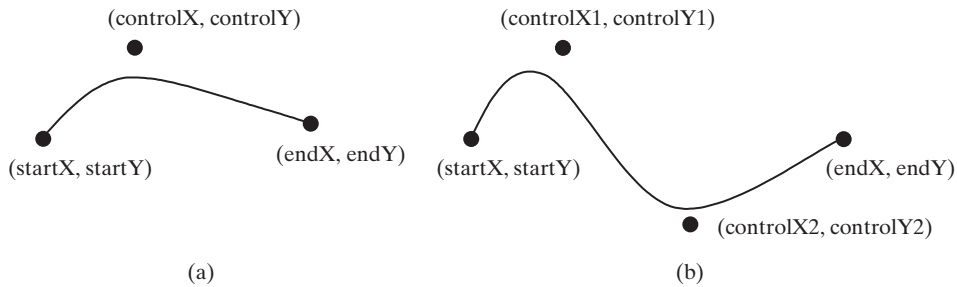 (controlX, controlY)
(startX, startY)
(endX, endY)
(a)
(controlX1, controlY1)
(startX, startY)
(endX, endY)
(controlX2, controlY2)
(b)